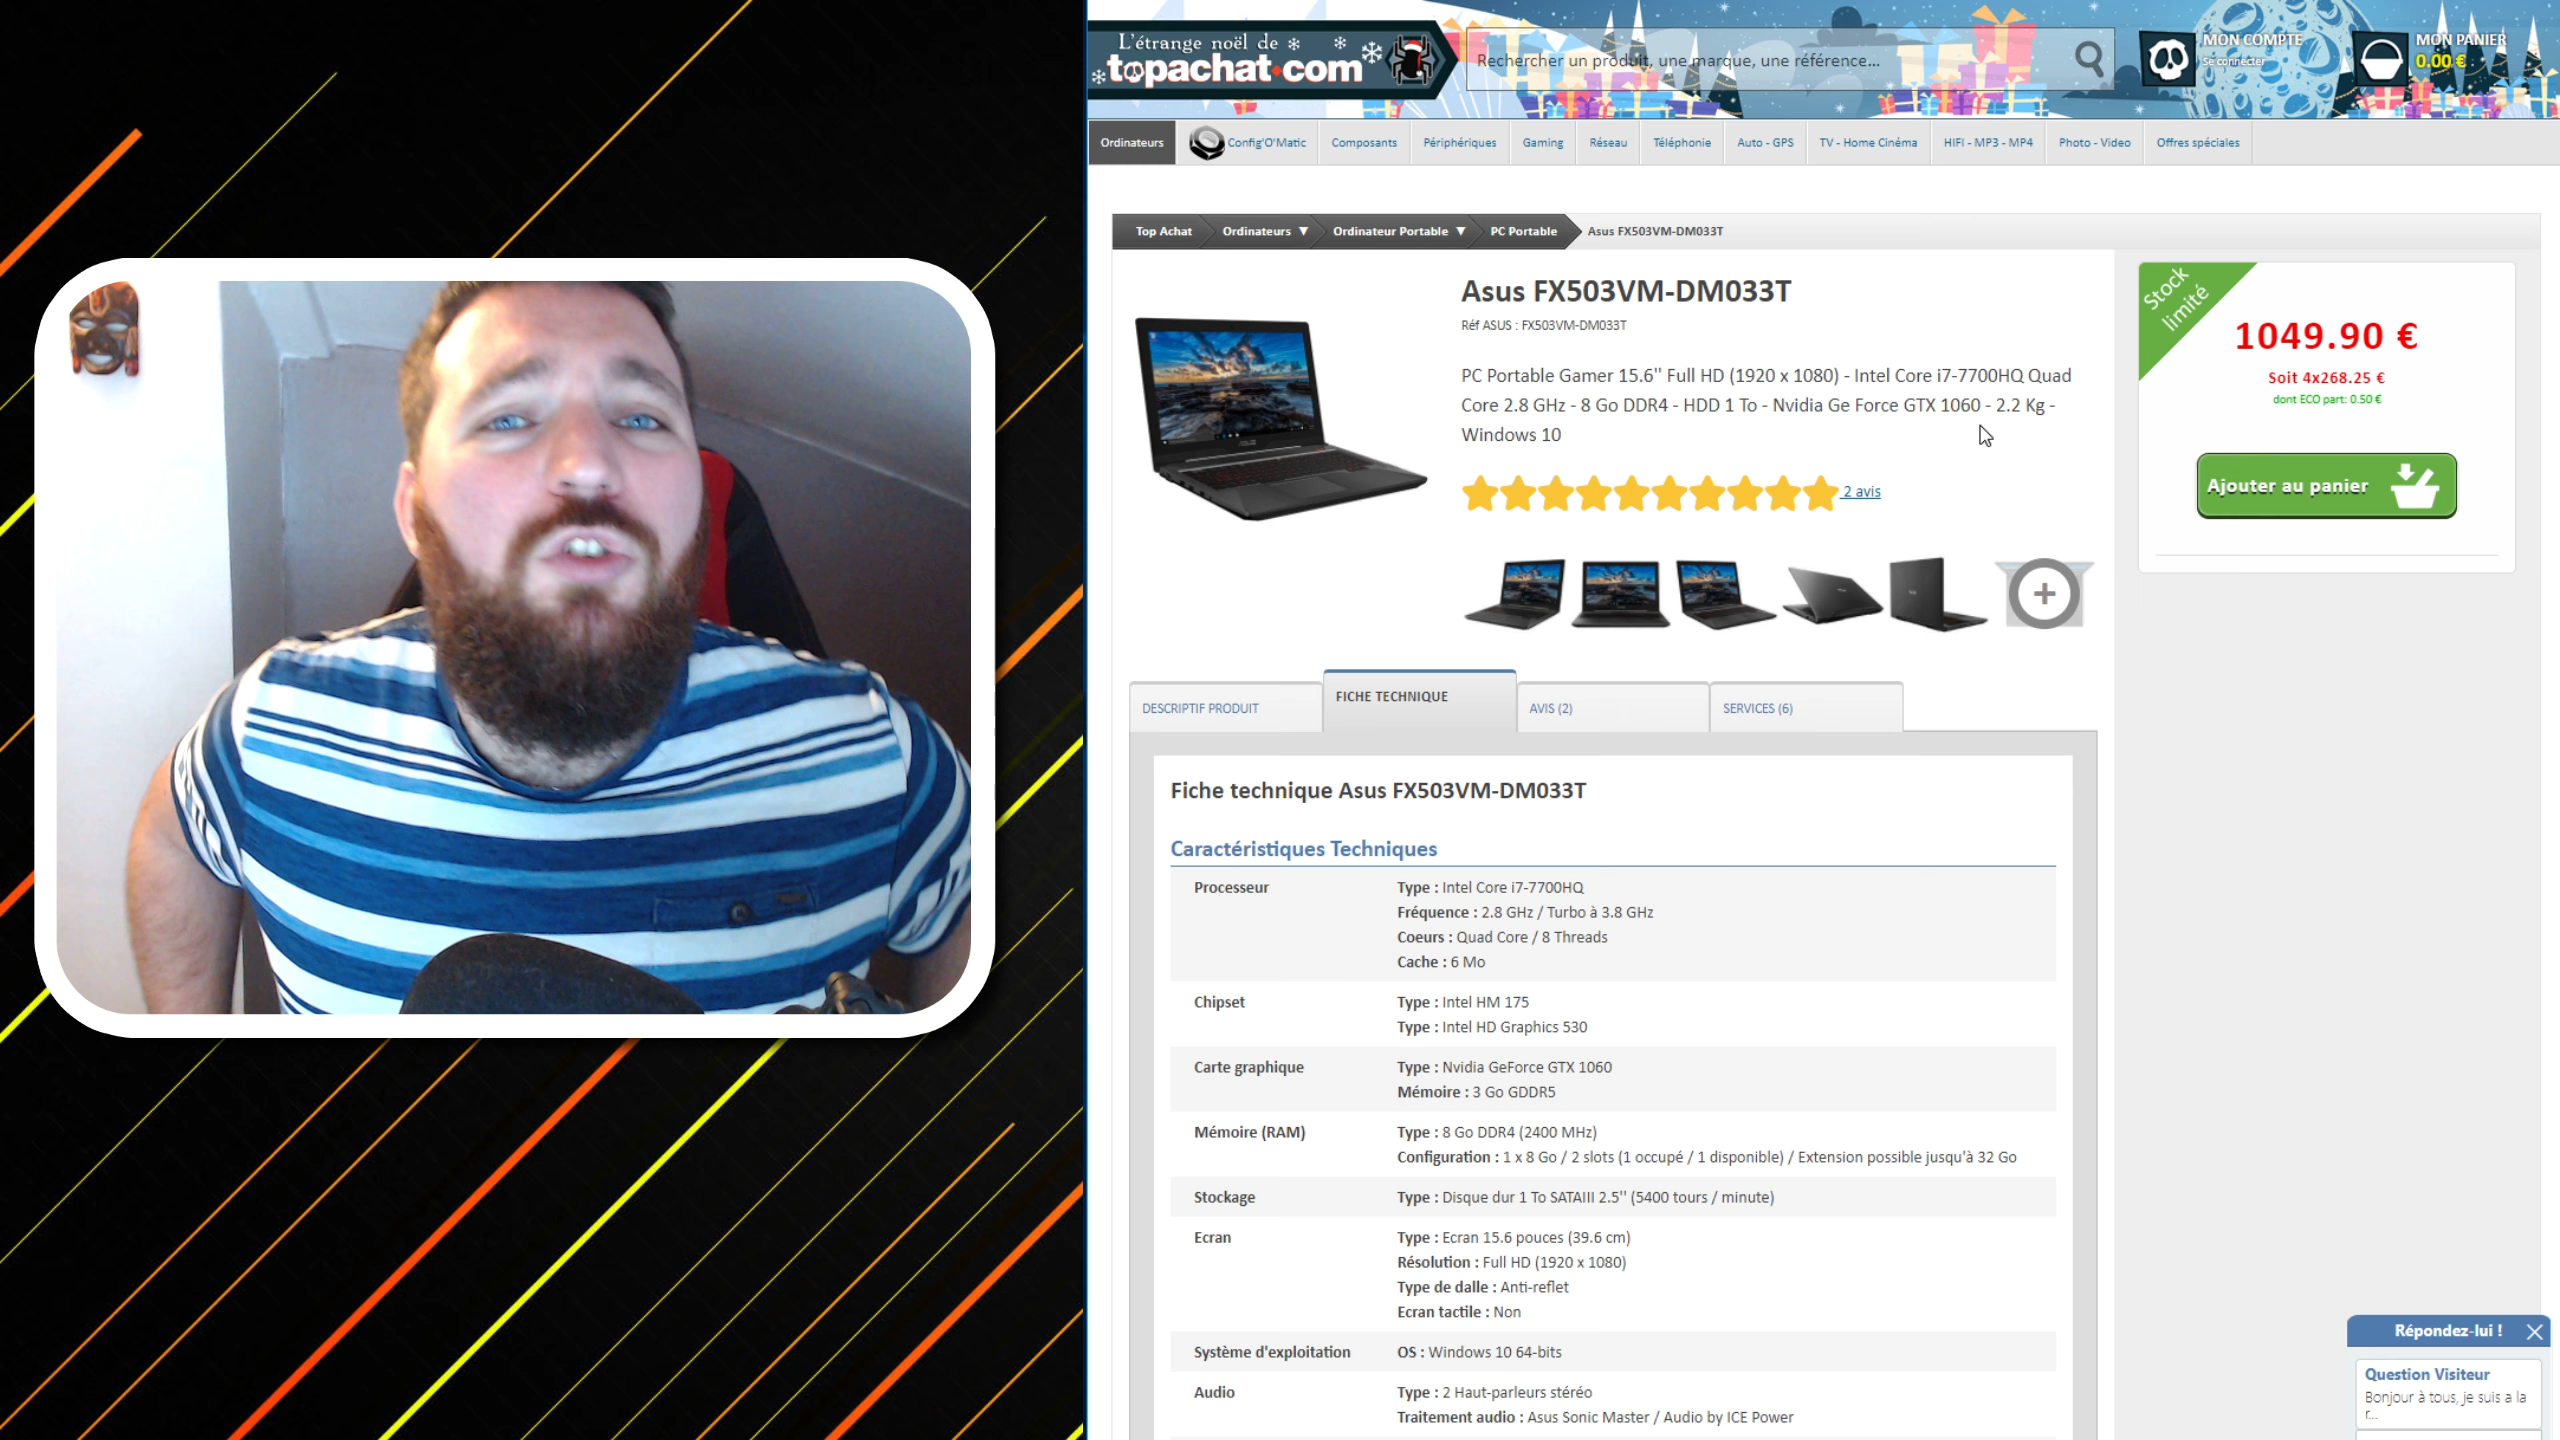 L'étrange noël de
topachat.com
Rechercher un produit, une marque, une référence...
MON COMPTE
Se connecter
MON PANIER
0.00 €
Ordinateurs
Config'O'Matic
Composants
Périphériques
Gaming
Réseau
Téléphonie
Auto - GPS
TV - Home Cinéma
HIFI - MP3 - MP4
Photo - Video
Offres spéciales
Top Achat
Ordinateurs ▼
Ordinateur Portable ▼
PC Portable
Asus FX503VM-DM033T
Asus FX503VM-DM033T
Réf ASUS : FX503VM-DM033T
PC Portable Gamer 15.6" Full HD (1920 x 1080) - Intel Core i7-7700HQ Quad
Core 2.8 GHz - 8 Go DDR4 - HDD 1 To - Nvidia Ge Force GTX 1060 - 2.2 Kg -
Windows 10
2 avis
Stock
limité
1049.90 €
Soit 4x268.25 €
dont ECO part: 0.50 €
Ajouter au panier
DESCRIPTIF PRODUIT
FICHE TECHNIQUE
AVIS (2)
SERVICES (6)
Fiche technique Asus FX503VM-DM033T
Caractéristiques Techniques
Processeur
Type : Intel Core i7-7700HQ
Fréquence : 2.8 GHz / Turbo à 3.8 GHz
Coeurs : Quad Core / 8 Threads
Cache : 6 Mo
Chipset
Type : Intel HM 175
Type : Intel HD Graphics 530
Carte graphique
Type : Nvidia GeForce GTX 1060
Mémoire : 3 Go GDDR5
Mémoire (RAM)
Type : 8 Go DDR4 (2400 MHz)
Configuration : 1 x 8 Go / 2 slots (1 occupé / 1 disponible) / Extension possible jusqu'à 32 Go
Stockage
Type : Disque dur 1 To SATAIII 2.5'' (5400 tours / minute)
Ecran
Type : Ecran 15.6 pouces (39.6 cm)
Résolution : Full HD (1920 x 1080)
Type de dalle : Anti-reflet
Ecran tactile : Non
Système d'exploitation
OS : Windows 10 64-bits
Audio
Type : 2 Haut-parleurs stéréo
Traitement audio : Asus Sonic Master / Audio by ICE Power
Répondez-lui !
Question Visiteur
Bonjour à tous, je suis a la
r...